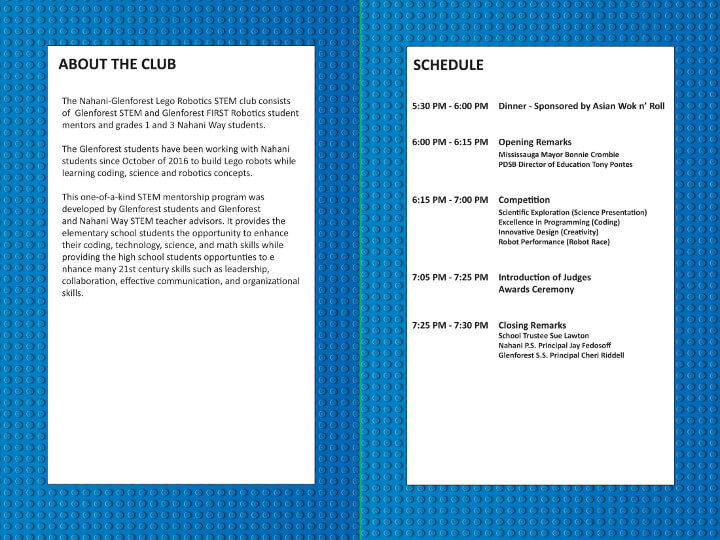 ABOUT THE CLUB
The Nahani-Glenforest Lego Robotics STEM club consists
of Glenforest STEM and Glenforest FIRST Robotics student
mentors and grades 1 and 3 Nahani Way students.
The Glenforest students have been working with Nahani
students since October of 2016 to build Lego robots while
learning coding, science and robotics concepts.
This one-of-a-kind STEM mentorship program was
developed by Glenforest students and Glenforest
and Nahani Way STEM teacher advisors. It provides the
elementary school students the opportunity to enhance
their coding, technology, science, and math skills while
providing the high school students opportunties to e
nhance many 21st century skills such as leadership,
collaboration, effective communication, and organizational
skills.
SCHEDULE
5:30 PM - 6:00 PM Dinner - Sponsored by Asian Wok n' Roll
6:00 PM - 6:15 PM Opening Remarks
Mississauga Mayor Bonnie Crombie
PDSB Director of Education Tony Pontes
6:15 PM - 7:00 PM Competition
Scientific Exploration (Science Presentation)
Excellence in Programming (Coding)
Innovative Design (Creativity)
Robot Performance (Robot Race)
7:05 PM - 7:25 PM Introduction of Judges
Awards Ceremony
7:25 PM - 7:30 PM Closing Remarks
School Trustee Sue Lawton
Nahani P.S. Principal Jay Fedosoff
Glenforest S.S. Principal Cheri Riddell